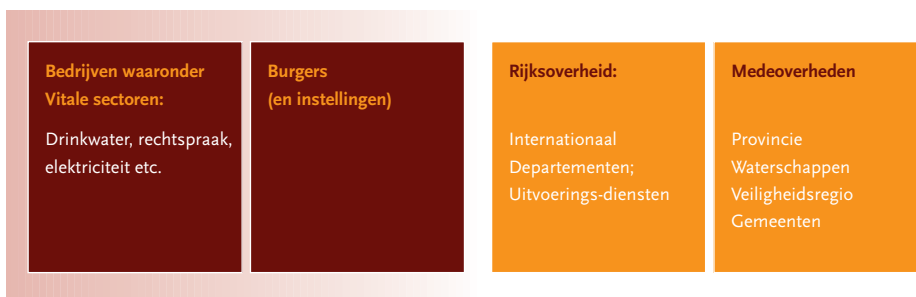 Bedrijven waaronder
Vitale sectoren:
Drinkwater, rechtspraak,
elektriciteit etc.
Burgers
(en instellingen)
Rijksoverheid:
Internationaal
Departementen;
Uitvoerings-diensten
Medeoverheden
Provincie
Waterschappen
Veiligheidsregio
Gemeenten